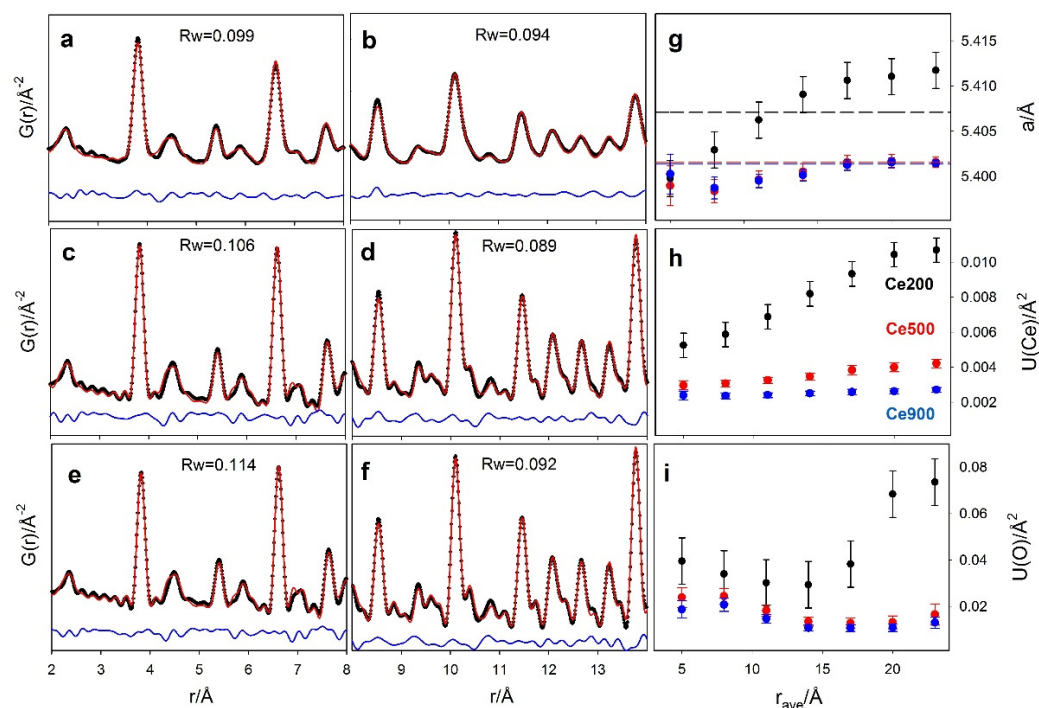 a
Rw=0.099
b
Rw=0.094
g
G(r)/Å⁻²
5.415
5.410
5.405
5.400
a/Å
c
Rw=0.106
d
Rw=0.089
h
G(r)/Å⁻²
Ce200
Ce500
Ce900
0.010
0.008
0.006
0.004
0.002
U(Ce)/Å²
e
Rw=0.114
f
Rw=0.092
i
G(r)/Å⁻²
0.08
0.06
0.04
0.02
U(O)/Å²
2 3 4 5 6 7 8
9 10 11 12 13
5 10 15 20
r/Å
r/Å
rave/Å